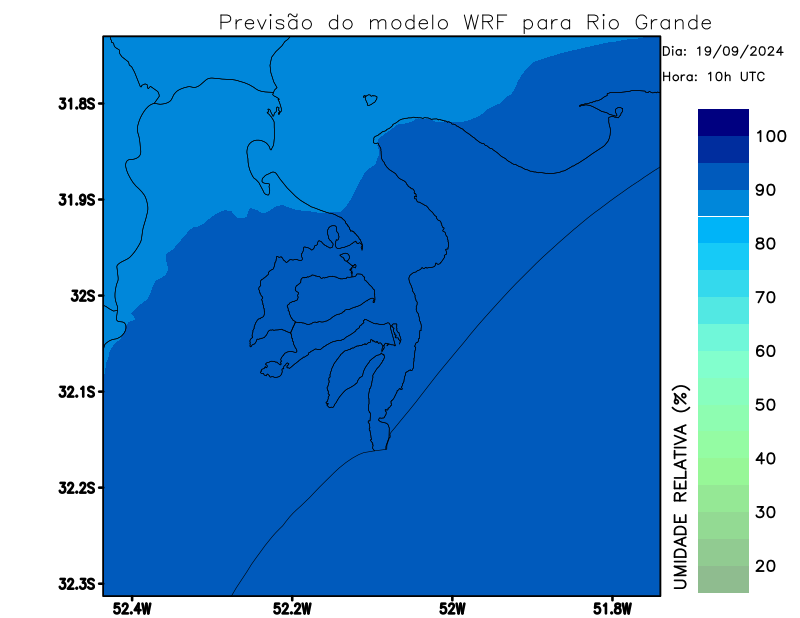 Previsão do modelo WRF para Rio Grande
Dia: 19/09/2024
Hora: 10h UTC
31.8S
31.9S
32S
32.1S
32.2S
32.3S
52.4W
52.2W
52W
51.8W
100
90
80
70
60
50
40
30
20
UMIDADE RELATIVA (%)